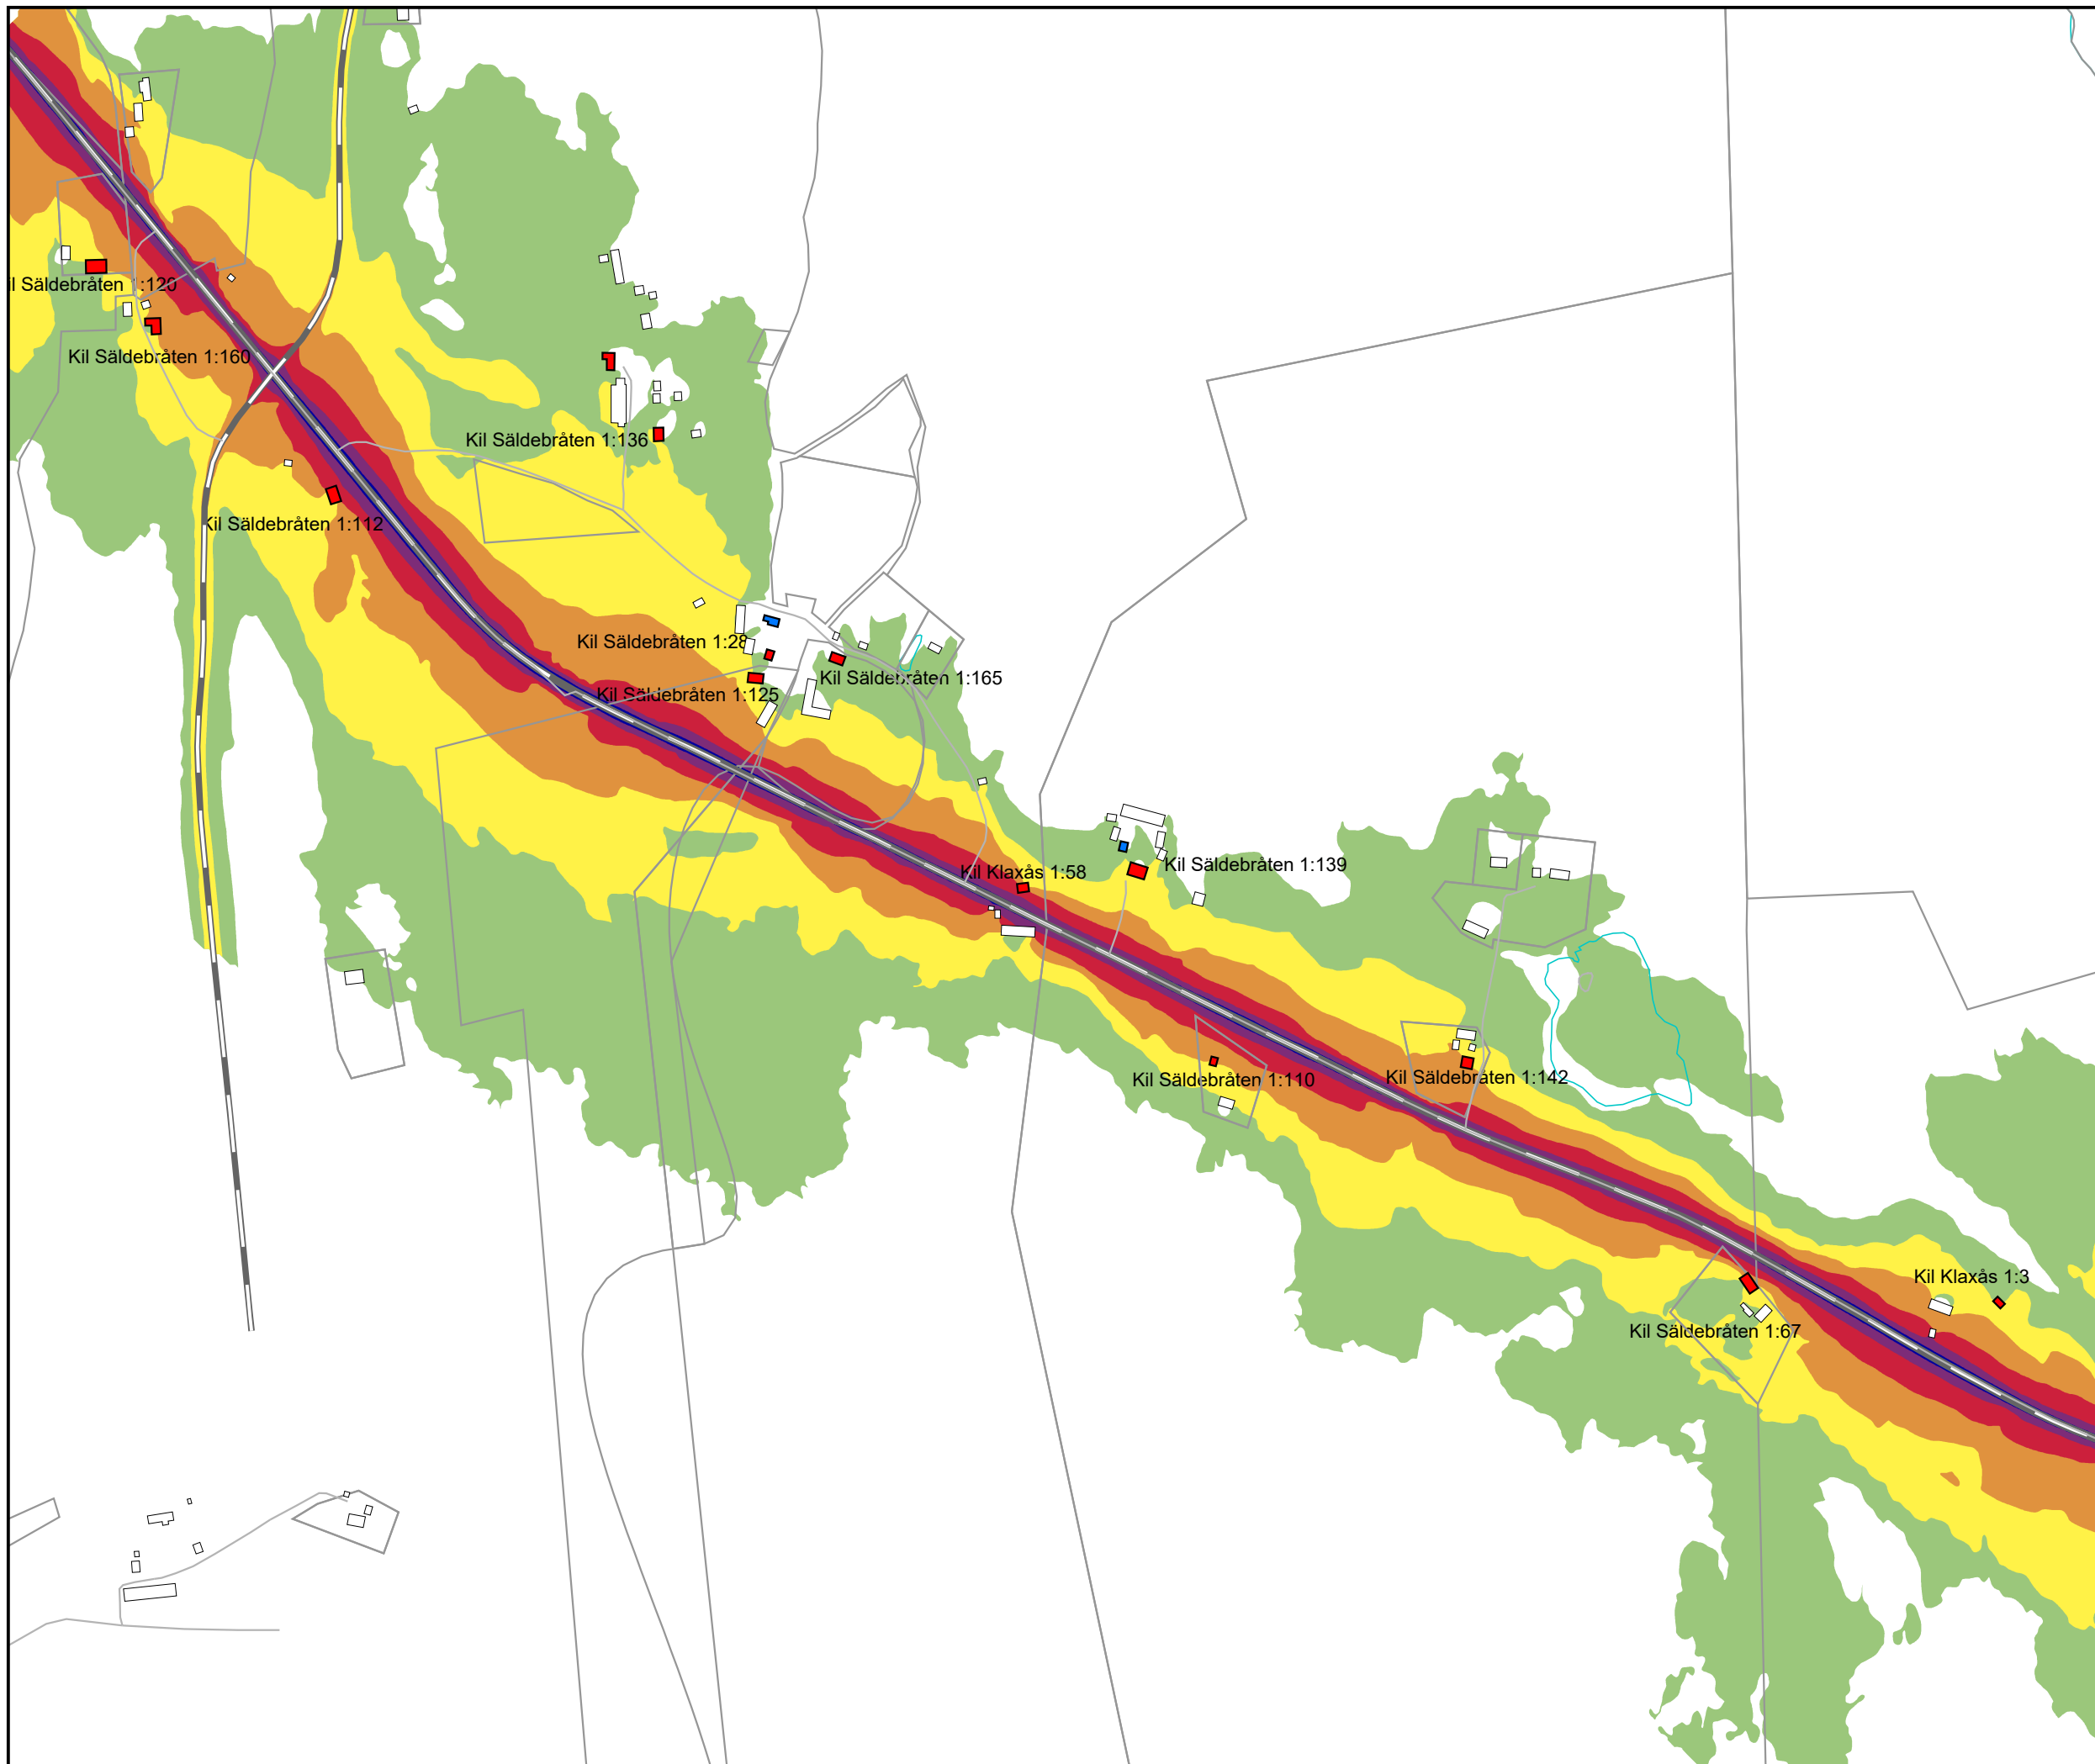 il Säldebråten 1:120
Kil Säldebråten 1:160
Kil Säldebråten 1:136
Kil Säldebråten 1:112
Kil Säldebråten 1:28
Kil Säldebråten 1:165
Kil Säldebråten 1:125
Kil Säldebråten 1:139
Kil Klaxås 1:58
Kil Säldebråten 1:142
Kil Säldebråten 1:110
Kil Klaxås 1:3
Kil Säldebråten 1:67